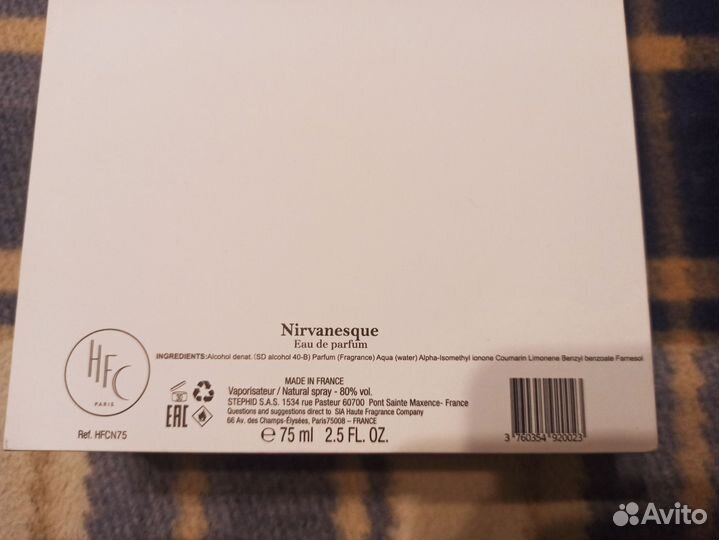 Nirvanesque
Eau de parfum
INGREDIENTS:Alcohol denat. (SD alcohol 40-B) Parfum (Fragrance) Aqua (water) Alpha-Isomethyl ionone Coumarin Limonene Benzyl benzoate Farnesol
HFC
PARIS
MADE IN FRANCE
Vaporisateur / Natural spray - 80% vol.
STEPHID S.A.S. 1534 rue Pasteur 60700 Pont Sainte Maxence- France
Questions and suggestions direct to SIA Haute Fragrance Company
66 Av. des Champs-Élysées, Paris75008 – FRANCE
EAC
Ref. HFCN75
e 75 ml 2.5 FL. OZ.
3 760354 920023
Avito